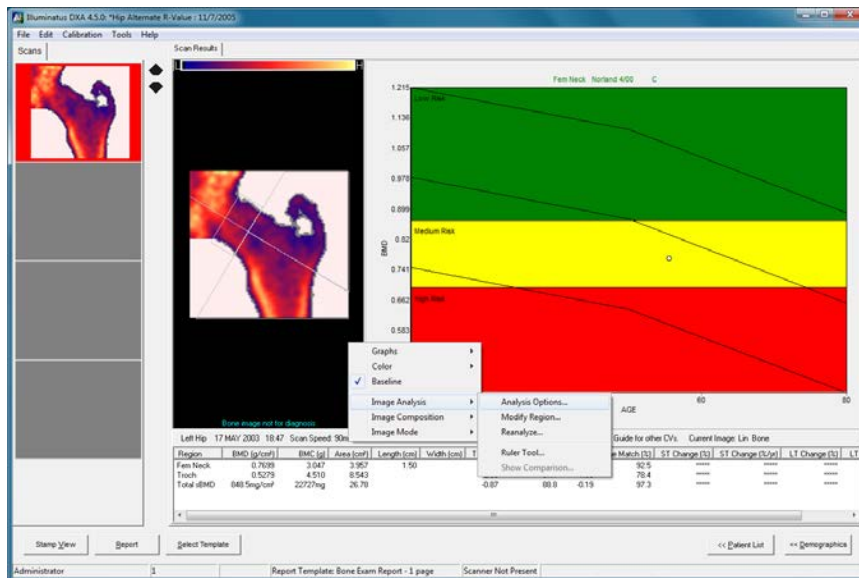 Illuminatus DXA 4.5.0: *Hip Alternate R-Value : 11/7/2005
File Edit Calibration Tools Help
Scans
Scan Results
L H
Fem Neck Norland 4/00 C
1.215
1.136
1.057
0.978
0.899
0.82
0.741
0.662
0.583
BMD
Low Risk
Medium Risk
High Risk
60 80
AGE
Graphs
Color
Baseline
Image Analysis
Image Composition
Image Mode
Analysis Options...
Modify Region...
Reanalyze...
Ruler Tool...
Show Comparison...
Bone image not for diagnosis
Left Hip 17 MAY 2003 18:47 Scan Speed: 90m Guide for other CVs. Current Image: Lin Bone
Region BMD (g/cm²) BMC (g) Area (cm²) Length (cm) Width (cm) T Match (%) ST Change (%) ST Change (%/yr) LT Change (%) LT
Fem Neck 0.7699 3.047 3.957 1.50 92.5 ----- ----- -----
Troch 0.5279 4.510 8.543 78.4 ----- ----- -----
Total sBMD 848.5mg/cm² 22727mg 26.78 -0.87 88.8 -0.19 97.3 ----- ----- -----
Stamp View Report Select Template << Patient List << Demographics
Administrator 1 Report Template: Bone Exam Report - 1 page Scanner Not Present